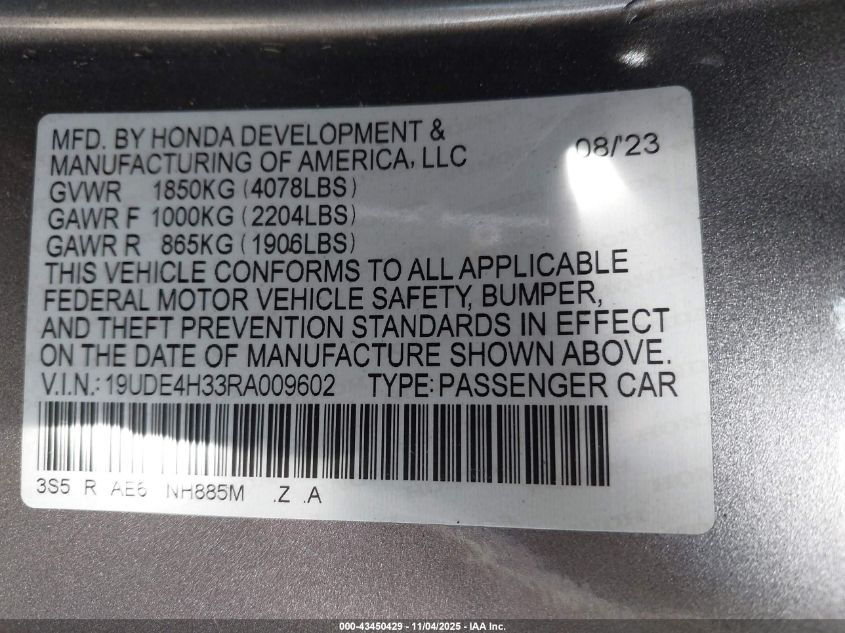 MFD. BY HONDA DEVELOPMENT &
MANUFACTURING OF AMERICA, LLC 08/'23
GVWR 1850KG (4078LBS)
GAWR F 1000KG (2204LBS)
GAWR R 865KG (1906LBS)
THIS VEHICLE CONFORMS TO ALL APPLICABLE
FEDERAL MOTOR VEHICLE SAFETY, BUMPER,
AND THEFT PREVENTION STANDARDS IN EFFECT
ON THE DATE OF MANUFACTURE SHOWN ABOVE.
V.I.N.: 19UDE4H33RA009602 TYPE: PASSENGER CAR
3S5 R AE6 NH885M .Z .A
000-43450429 - 11/04/2025 - IAA Inc.